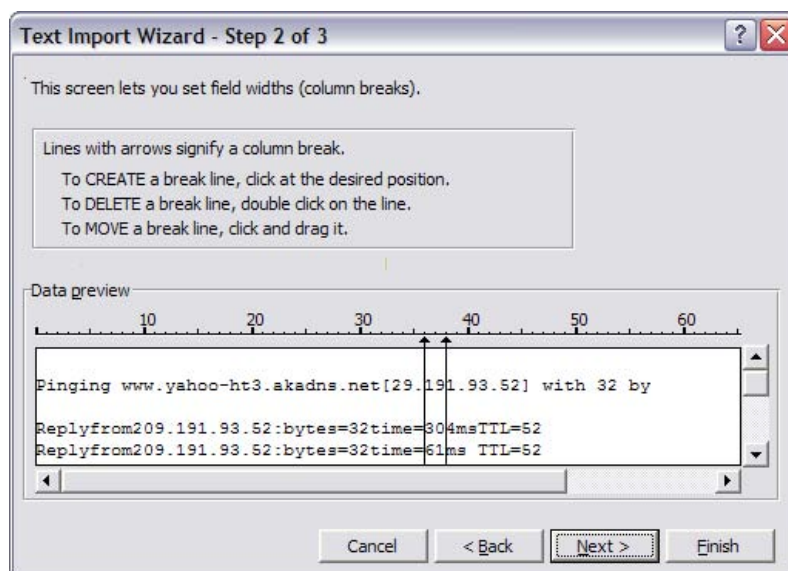 Text Import Wizard - Step 2 of 3
This screen lets you set field widths (column breaks).
Lines with arrows signify a column break.
To CREATE a break line, click at the desired position.
To DELETE a break line, double click on the line.
To MOVE a break line, click and drag it.
Data preview
10 20 30 40 50 60
Pinging www.yahoo-ht3.akadns.net[29.191.93.52] with 32 by
Replyfrom209.191.93.52:bytes=32time=304msTTL=52
Replyfrom209.191.93.52:bytes=32time=61ms TTL=52
Cancel < Back Next > Finish